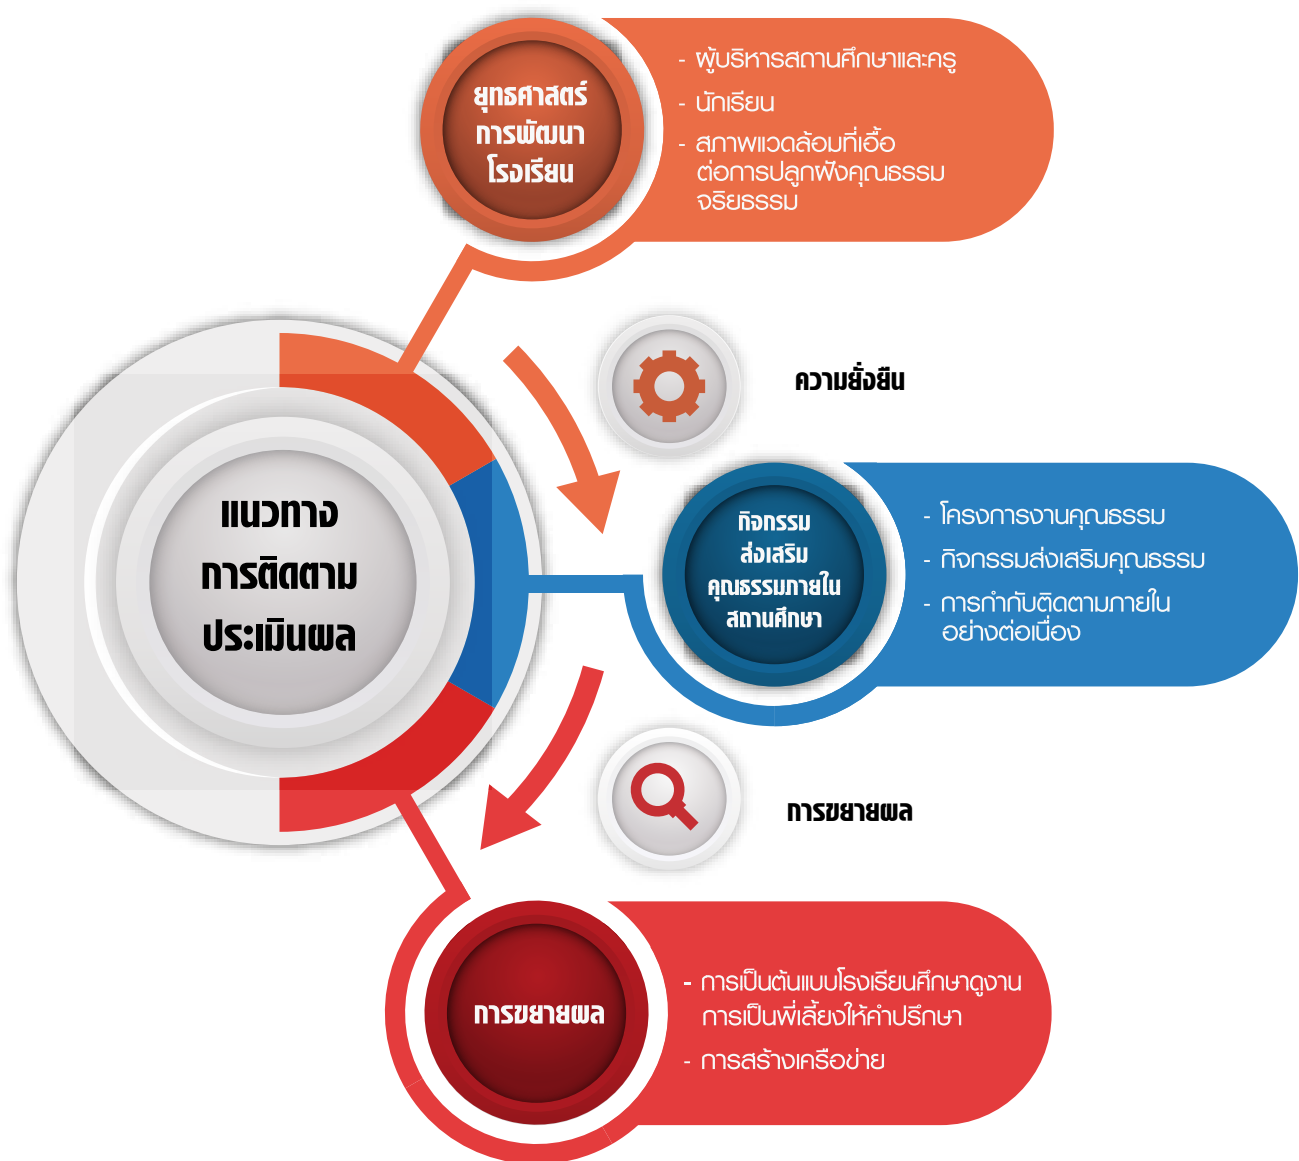 ยุทธศาสตร์
การพัฒนา
โรงเรียน
- ผู้บริหารสถานศึกษาและครู
- นักเรียน
- สภาพแวดล้อมที่เอื้อ
ต่อการปลูกฝังคุณธรรม
จริยธรรม
ความยั่งยืน
แนวทาง
การติดตาม
ประเมินผล
กิจกรรม
ส่งเสริม
คุณธรรมภายใน
สถานศึกษา
- โครงการงานคุณธรรม
- กิจกรรมส่งเสริมคุณธรรม
- การกำกับติดตามภายใน
อย่างต่อเนื่อง
การขยายผล
การขยายผล
- การเป็นต้นแบบโรงเรียนศึกษาดูงาน
การเป็นพี่เลี้ยงให้คำปรึกษา
- การสร้างเครือข่าย